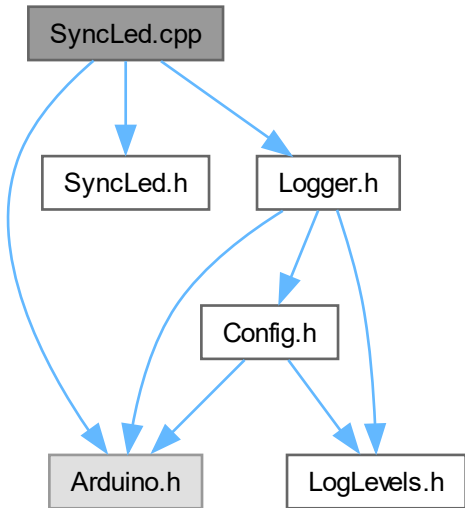 SyncLed.cpp
SyncLed.h
Logger.h
Config.h
Arduino.h
LogLevels.h